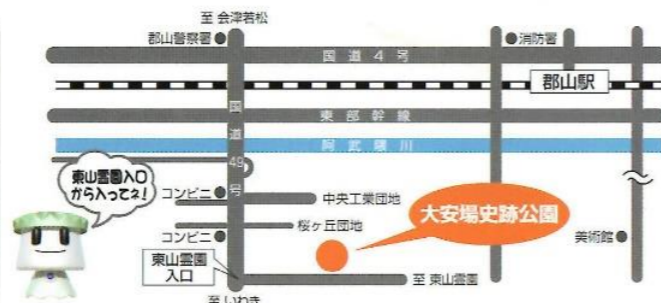 至 会津若松
郡山警察署
消防署
国道4号
郡山駅
国道49号
東部幹線
阿武隈川
東山霊園入口
から入ってネ!
コンビニ
中央工業団地
桜ヶ丘団地
大安場史跡公園
コンビニ
美術館
東山霊園
入口
至 東山霊園
至 いわき